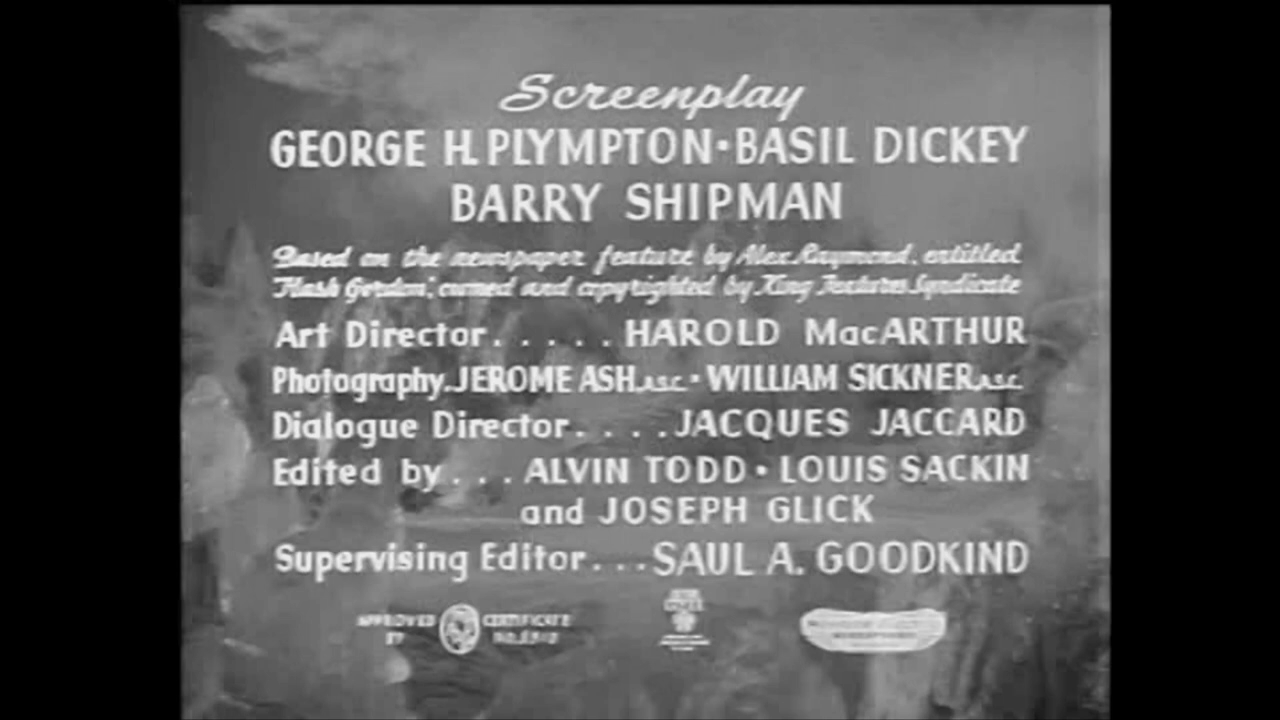 Screenplay
GEORGE H. PLYMPTON • BASIL DICKEY
BARRY SHIPMAN
Based on the newspaper feature by Alex Raymond, entitled
"Flash Gordon", owned and copyrighted by King Features Syndicate
Art Director. . . . . HAROLD MacARTHUR
Photography. JEROME ASH A.S.C. • WILLIAM SICKNER A.S.C.
Dialogue Director. . . . JACQUES JACCARD
Edited by . . . ALVIN TODD • LOUIS SACKIN
and JOSEPH GLICK
Supervising Editor. . . SAUL A. GOODKIND
APPROVED CERTIFICATE
BY NO.